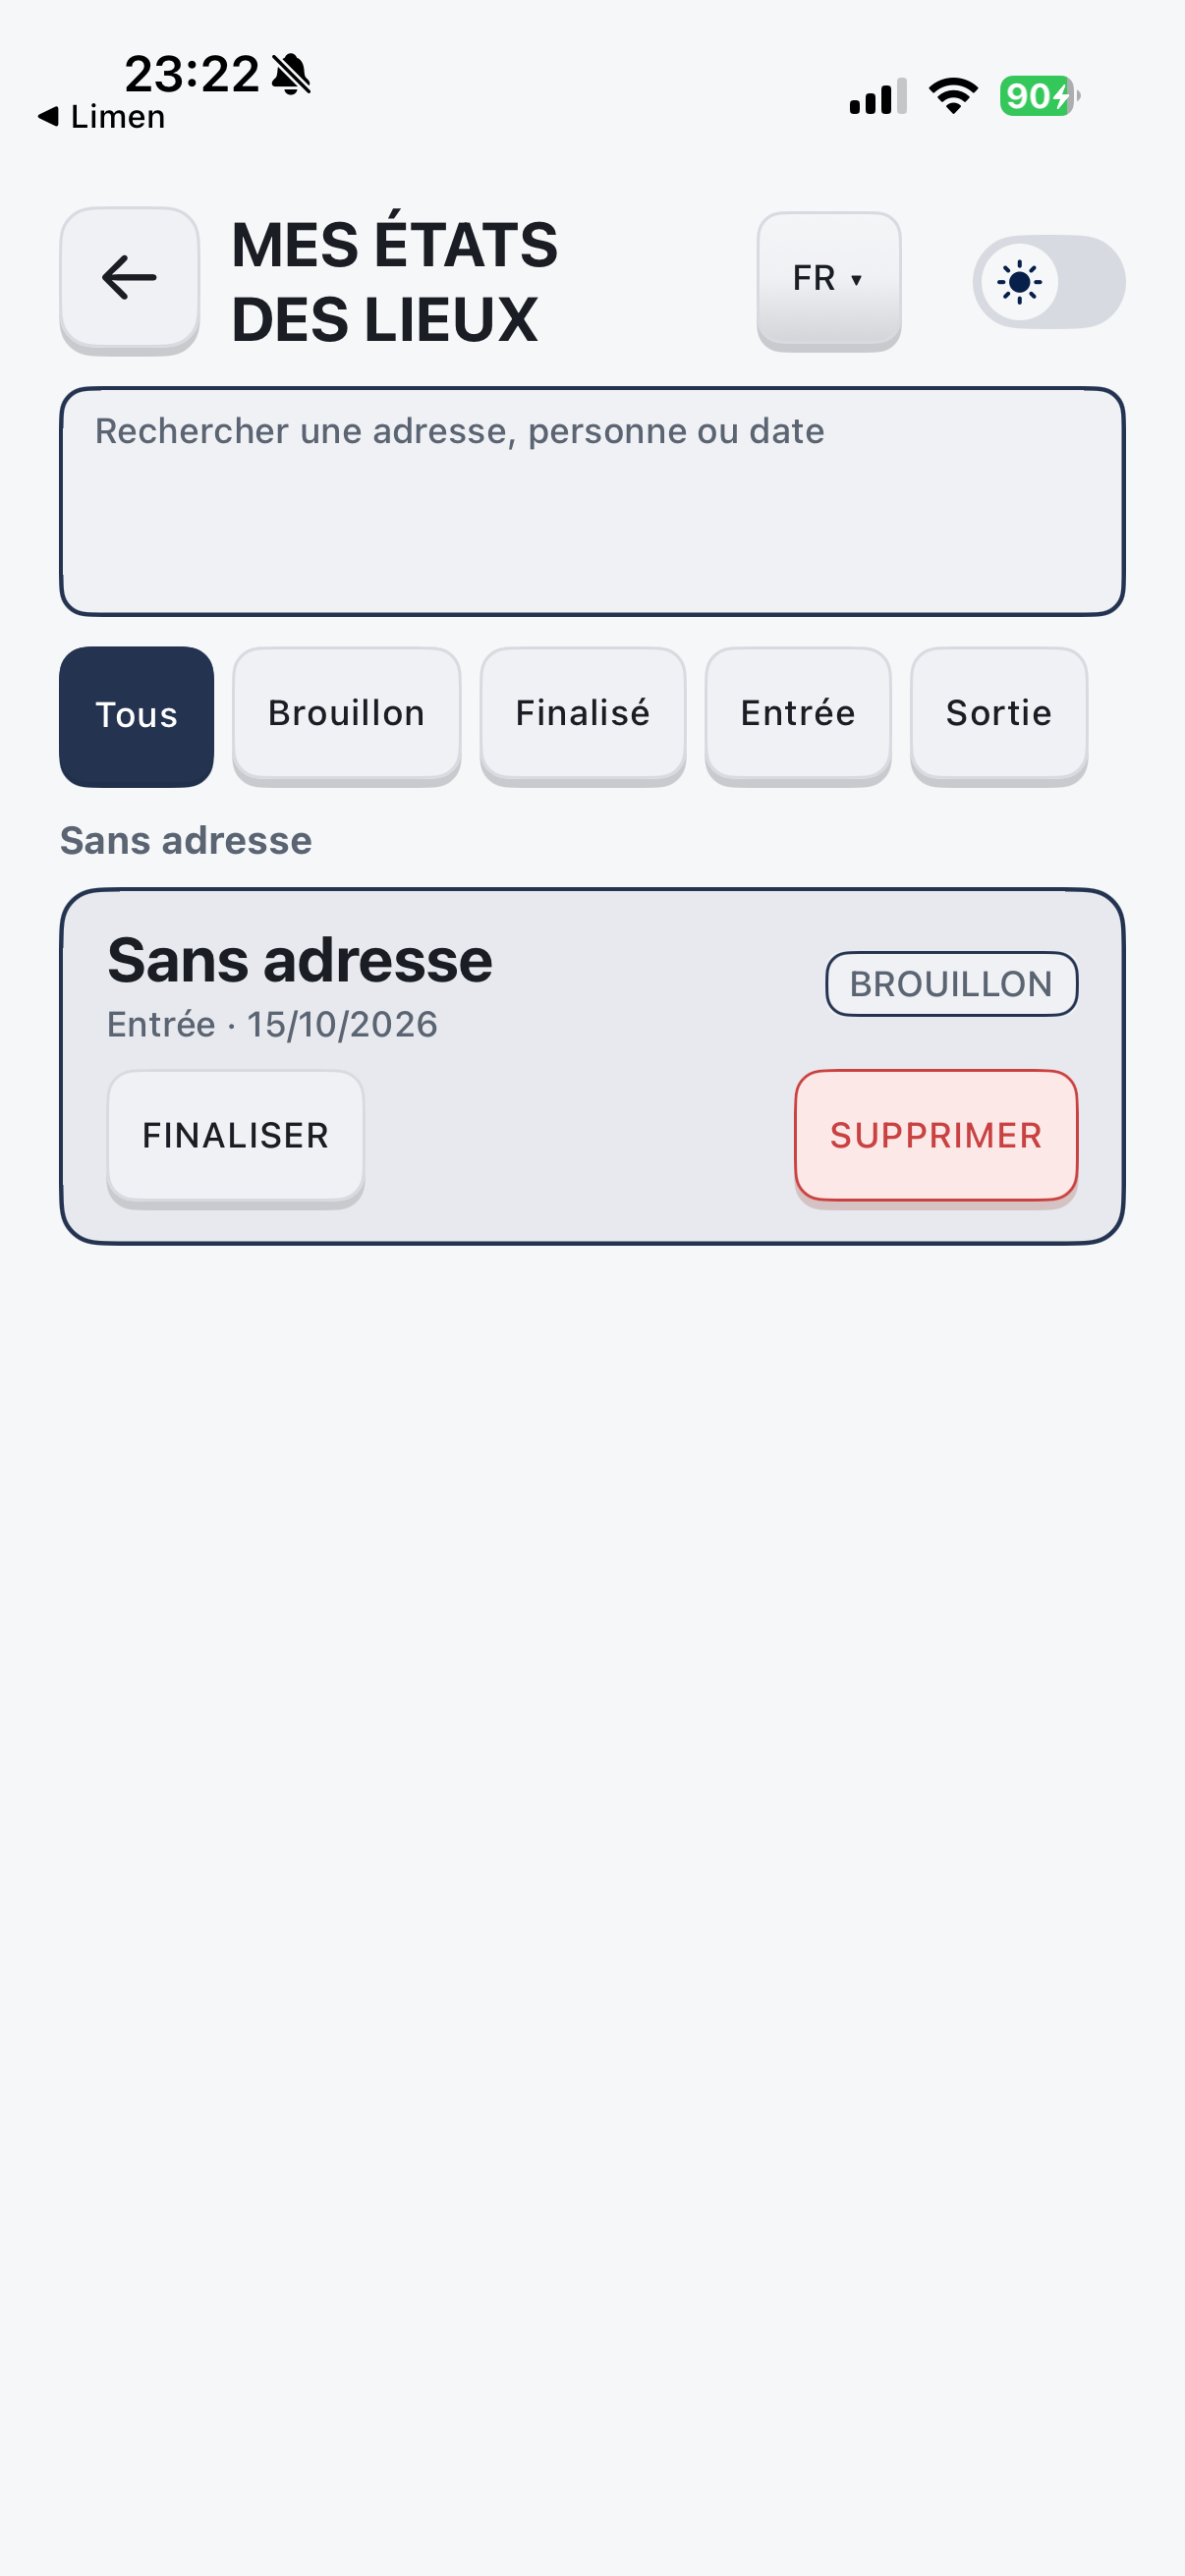 23:22
◀ Limen
90
MES ÉTATS
DES LIEUX
FR ▾
Rechercher une adresse, personne ou date
Tous
Brouillon
Finalisé
Entrée
Sortie
Sans adresse
Sans adresse
BROUILLON
Entrée · 15/10/2026
FINALISER
SUPPRIMER